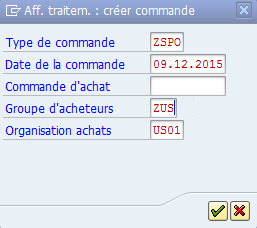 Aff. traitem. : créer commande
Type de commande ZSPO
Date de la commande 09.12.2015
Commande d'achat
Groupe d'acheteurs ZUS
Organisation achats US01